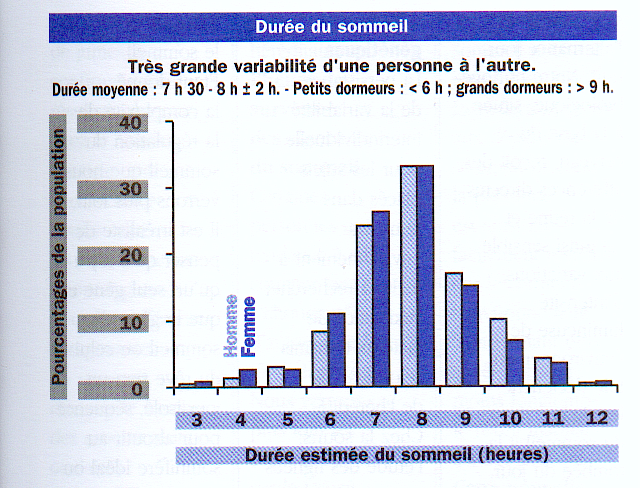 Durée du sommeil
Très grande variabilité d'une personne à l'autre.
Durée moyenne : 7 h 30 - 8 h ± 2 h. - Petits dormeurs : < 6 h ; grands dormeurs : > 9 h.
Pourcentages de la population
40
30
20
10
0
Homme
Femme
3 4 5 6 7 8 9 10 11 12
Durée estimée du sommeil (heures)